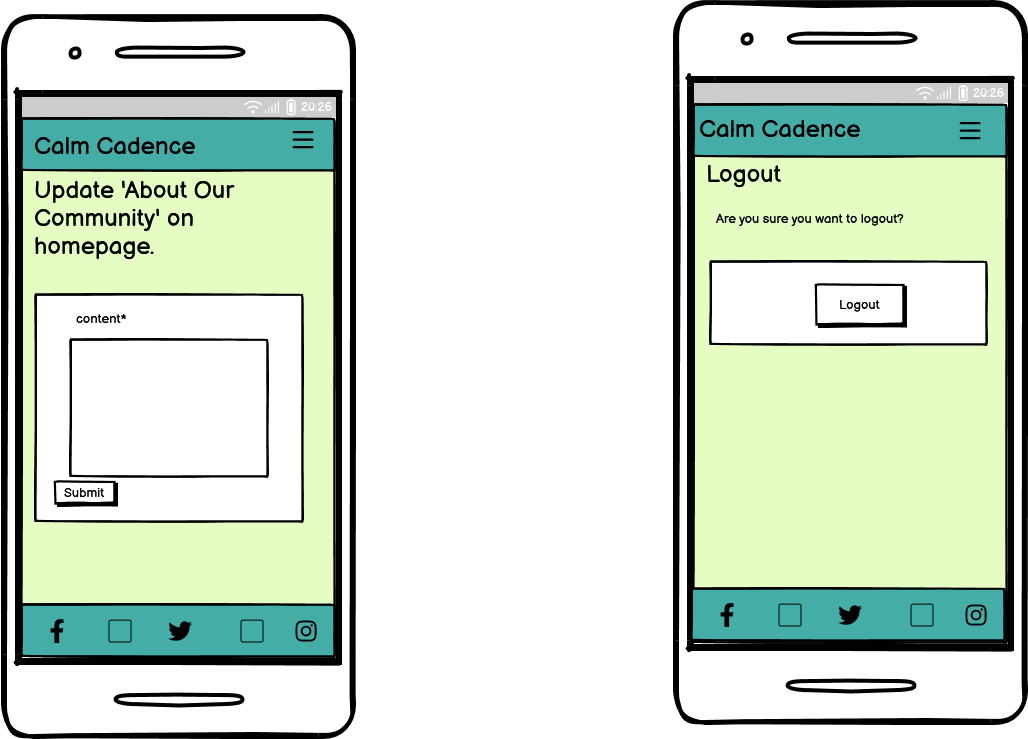 20:26
Calm Cadence
Update 'About Our
Community' on
homepage.
content*
Submit
20:26
Calm Cadence
Logout
Are you sure you want to logout?
Logout